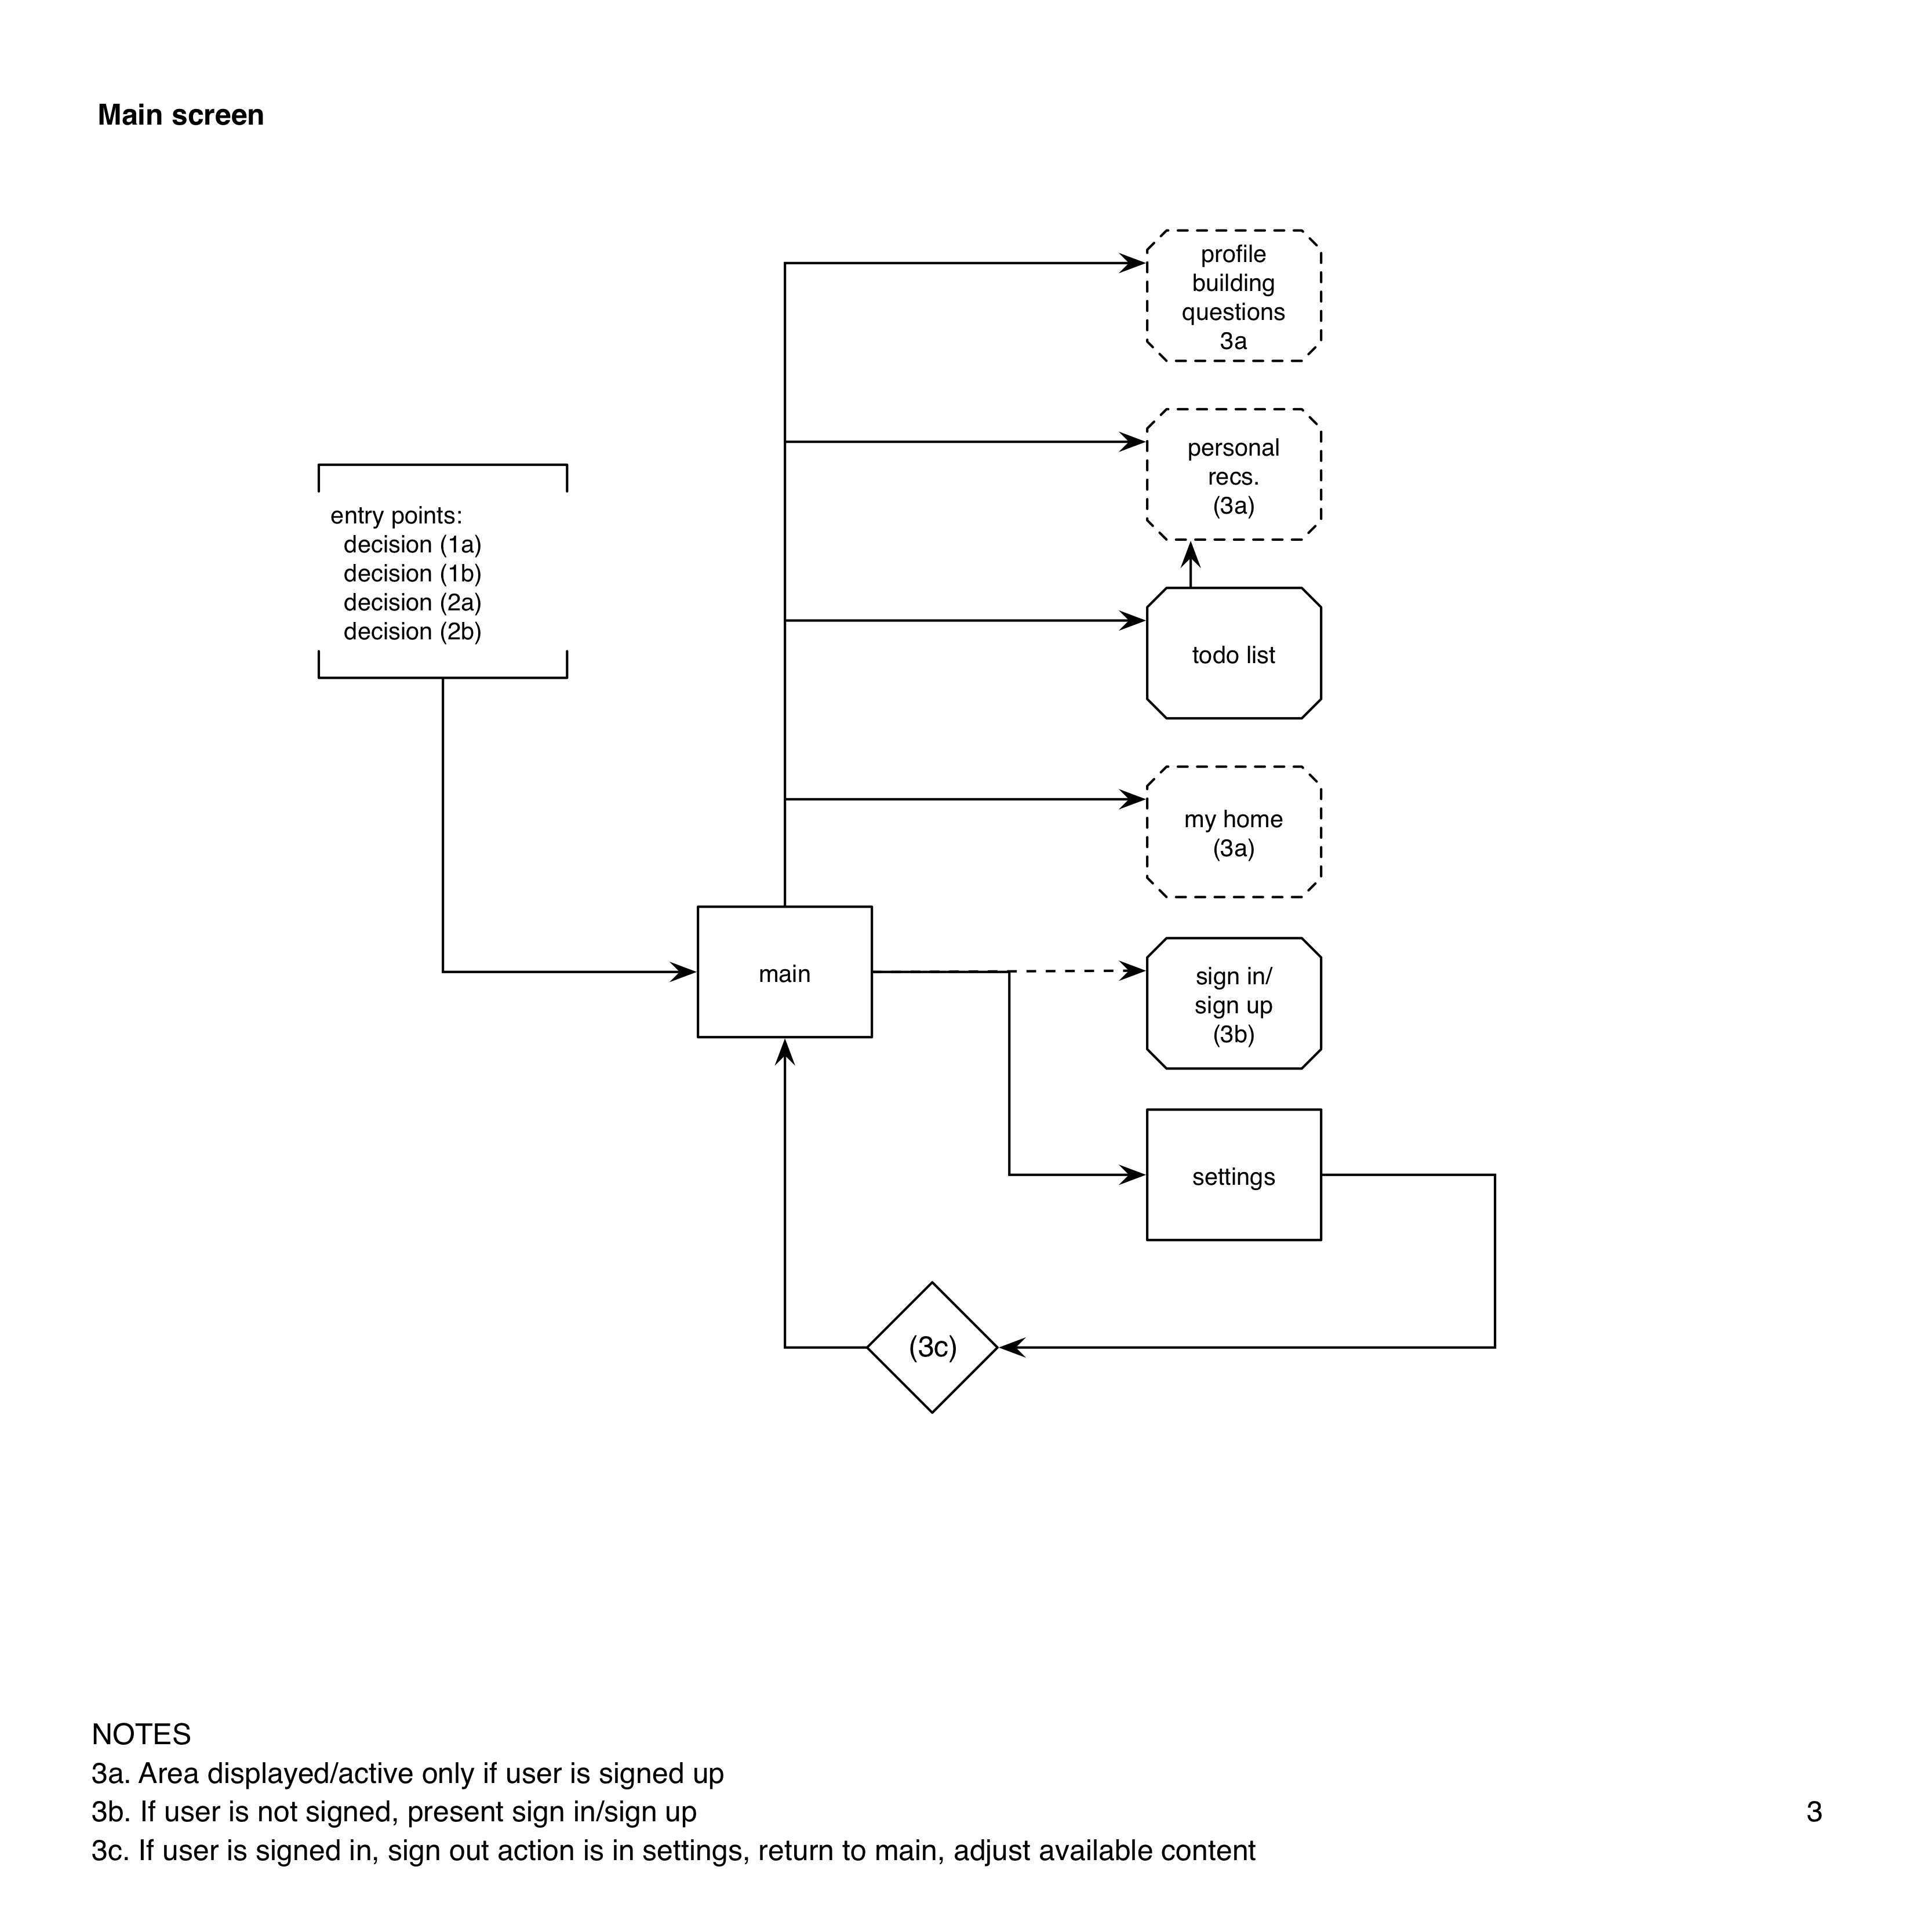 Main screen
profile
building
questions
3a
personal
recs.
(3a)
entry points:
decision (1a)
decision (1b)
decision (2a)
decision (2b)
todo list
my home
(3a)
main
sign in/
sign up
(3b)
settings
(3c)
NOTES
3a. Area displayed/active only if user is signed up
3b. If user is not signed, present sign in/sign up
3c. If user is signed in, sign out action is in settings, return to main, adjust available content
3